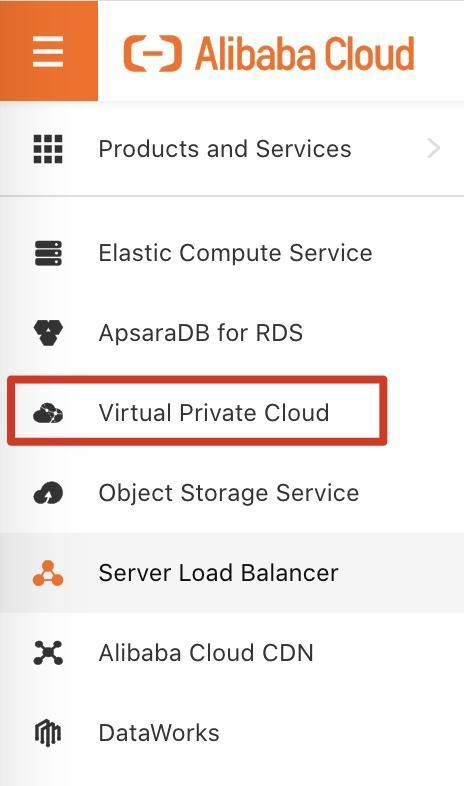 Alibaba Cloud
Products and Services
Elastic Compute Service
ApsaraDB for RDS
Virtual Private Cloud
Object Storage Service
Server Load Balancer
Alibaba Cloud CDN
DataWorks